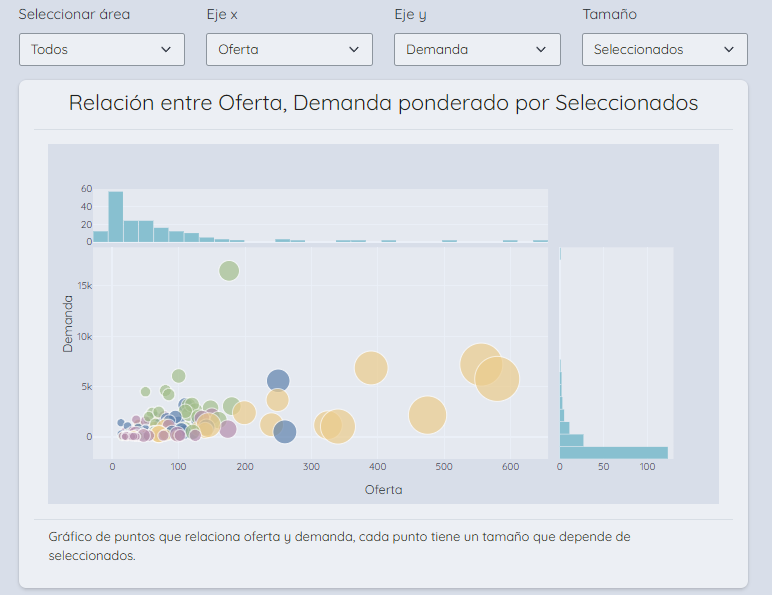 Seleccionar área Eje x Eje y Tamaño
Todos Oferta Demanda Seleccionados
Relación entre Oferta, Demanda ponderado por Seleccionados
60
40
20
0
15k
10k
5k
0
Demanda
0 100 200 300 400 500 600
0 50 100
Oferta
Gráfico de puntos que relaciona oferta y demanda, cada punto tiene un tamaño que depende de
seleccionados.